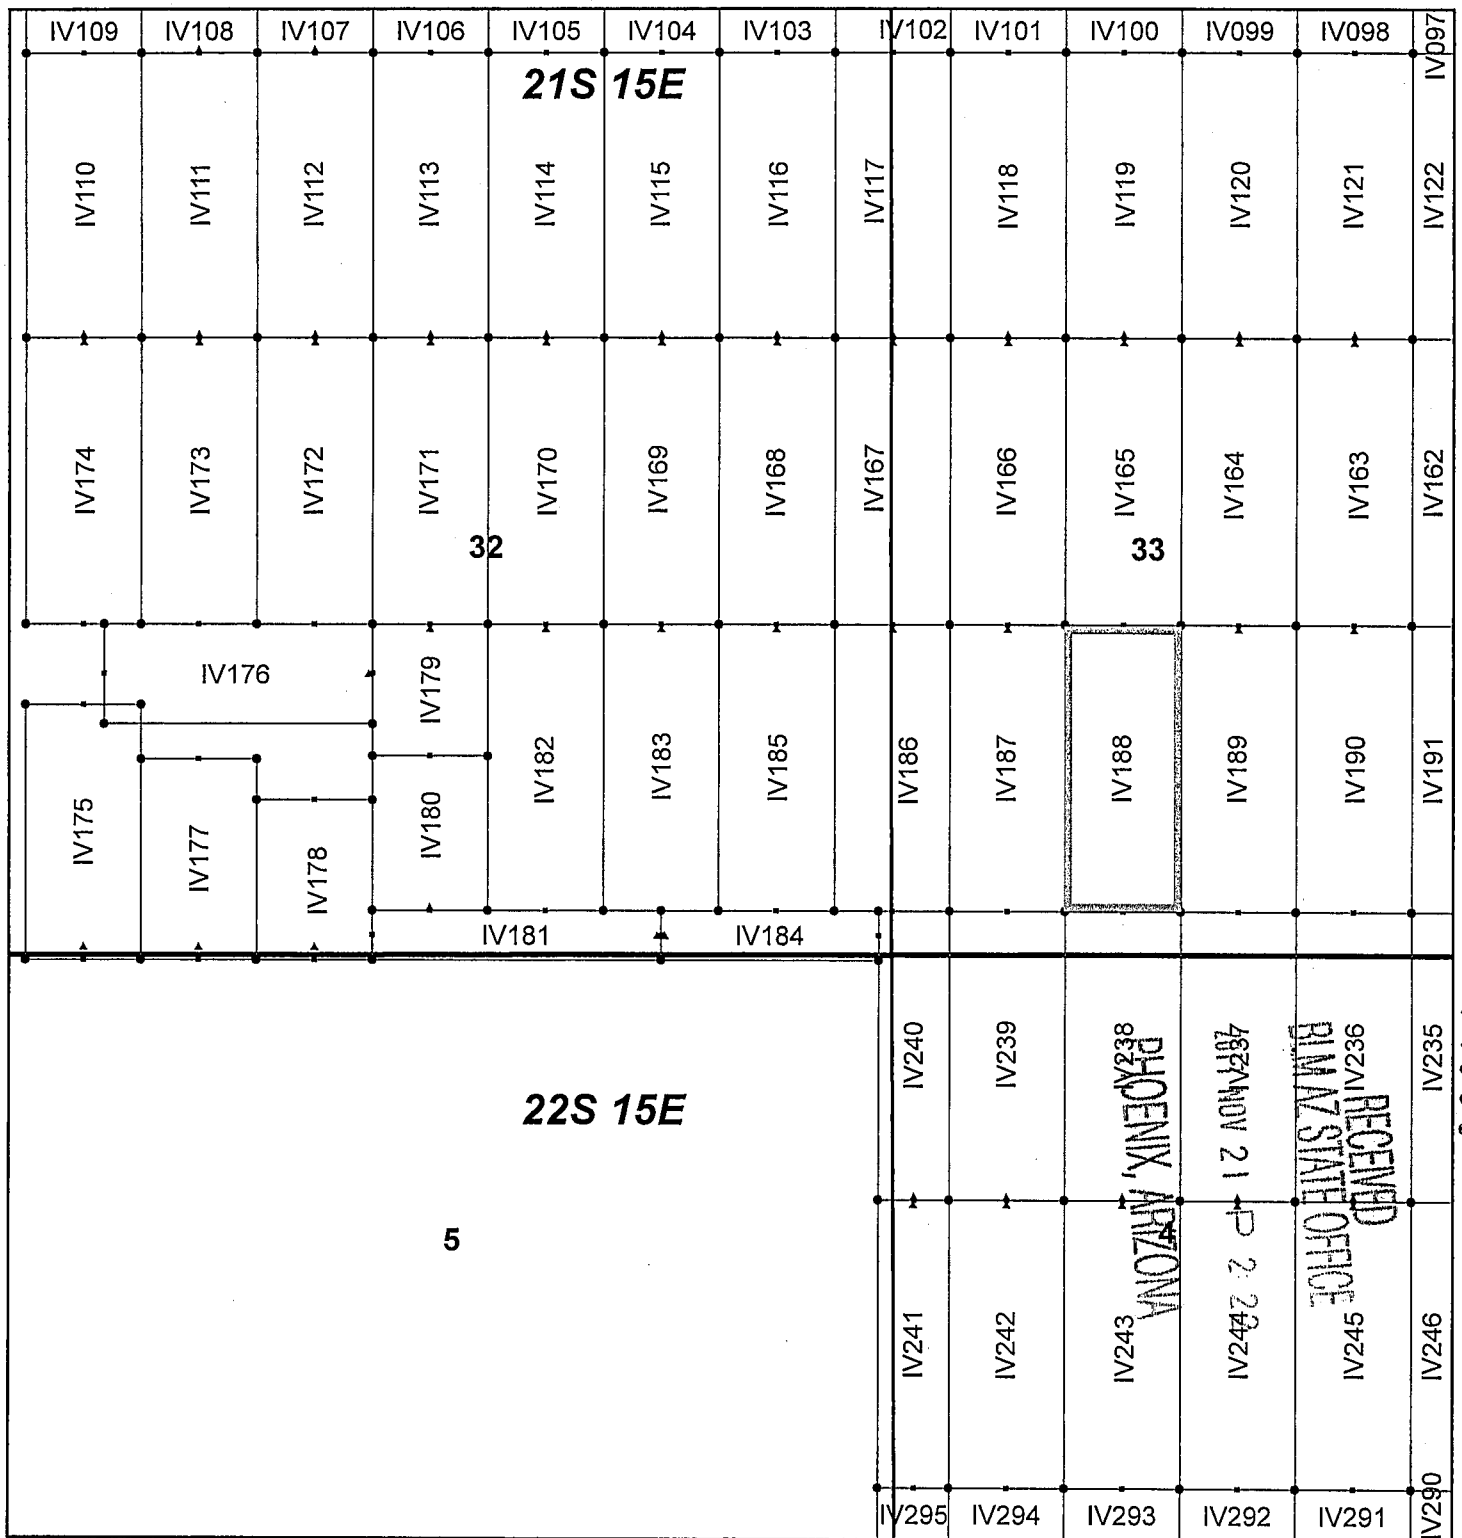 IV109 IV108 IV107 IV106 IV105 IV104 IV103 IV102 IV101 IV100 IV099 IV098 IV097
21S 15E
IV110 IV111 IV112 IV113 IV114 IV115 IV116 IV117 IV118 IV119 IV120 IV121 IV122
IV174 IV173 IV172 IV171 IV170 IV169 IV168 IV167 IV166 IV165 IV164 IV163 IV162
32 33
IV176 IV179
IV175 IV177 IV178 IV180 IV182 IV183 IV185 IV186 IV187 IV188 IV189 IV190 IV191
IV181 IV184
IV240 IV239 IV238 IV237 IV236 IV235
22S 15E
RECEIVED
BLM AZ STATE OFFICE
NOV 21 P 2:
PHOENIX, ARIZONA
5 4
IV241 IV242 IV243 IV244 IV245 IV246
IV295 IV294 IV293 IV292 IV291 IV290